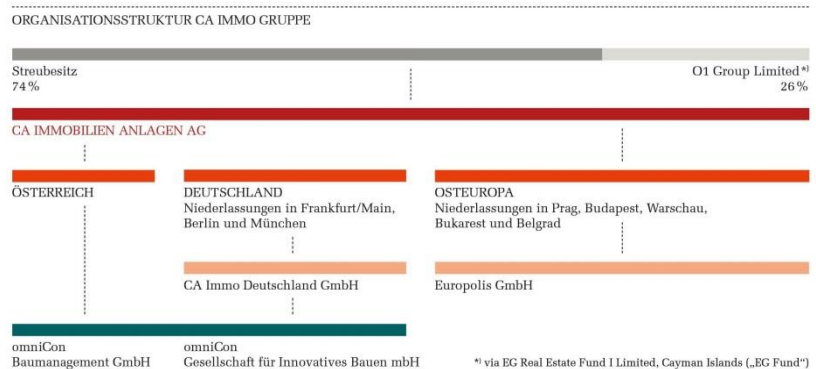 ORGANISATIONSSTRUKTUR CA IMMO GRUPPE
Streubesitz
74 %
O1 Group Limited *)
26 %
CA IMMOBILIEN ANLAGEN AG
ÖSTERREICH
DEUTSCHLAND
Niederlassungen in Frankfurt/Main,
Berlin und München
OSTEUROPA
Niederlassungen in Prag, Budapest, Warschau,
Bukarest und Belgrad
CA Immo Deutschland GmbH
Europolis GmbH
omniCon
Baumanagement GmbH
omniCon
Gesellschaft für Innovatives Bauen mbH
*) via EG Real Estate Fund I Limited, Cayman Islands („EG Fund“)